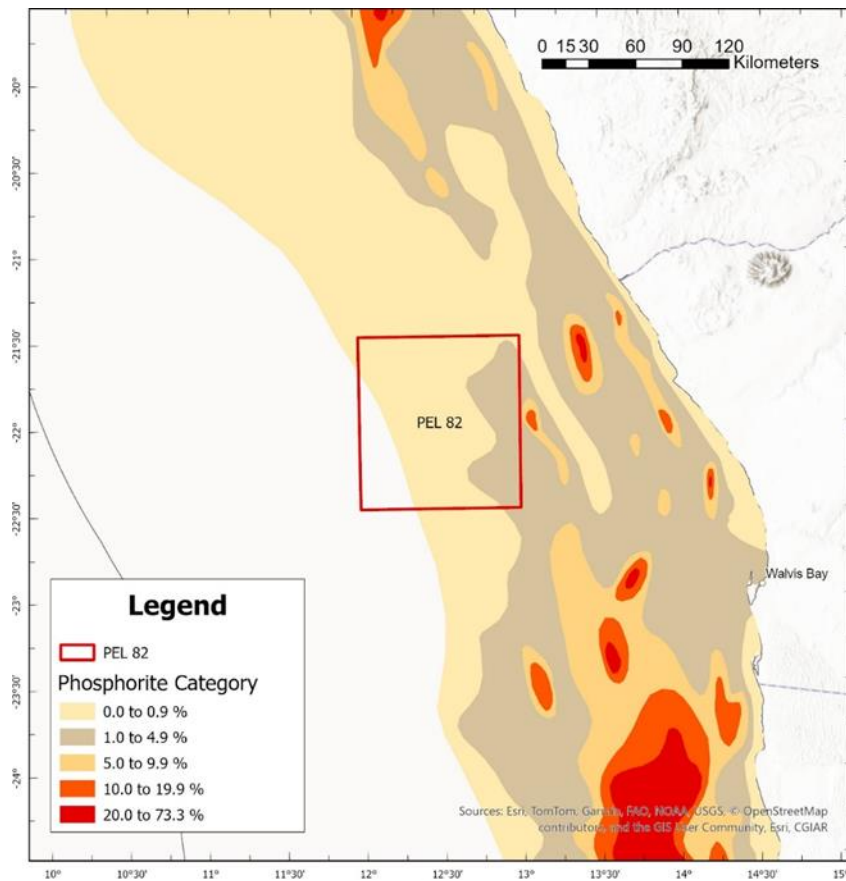 0 15 30 60 90 120
Kilometers
-20°
-20°30'
-21°
-21°30'
-22°
-22°30'
-23°
-23°30'
-24°
PEL 82
Walvis Bay
Legend
PEL 82
Phosphorite Category
0.0 to 0.9 %
1.0 to 4.9 %
5.0 to 9.9 %
10.0 to 19.9 %
20.0 to 73.3 %
Sources: Esri, TomTom, Garmin, FAO, NOAA, USGS, © OpenStreetMap
contributors, and the GIS User Community, Esri, CGIAR
10° 10°30' 11° 11°30' 12° 12°30' 13° 13°30' 14° 14°30' 15°